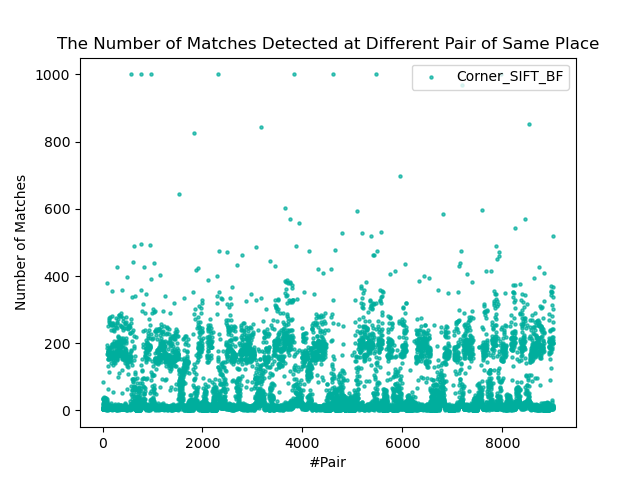 The Number of Matches Detected at Different Pair of Same Place
1000
800
600
400
200
0
Number of Matches
Corner_SIFT_BF
0 2000 4000 6000 8000
#Pair